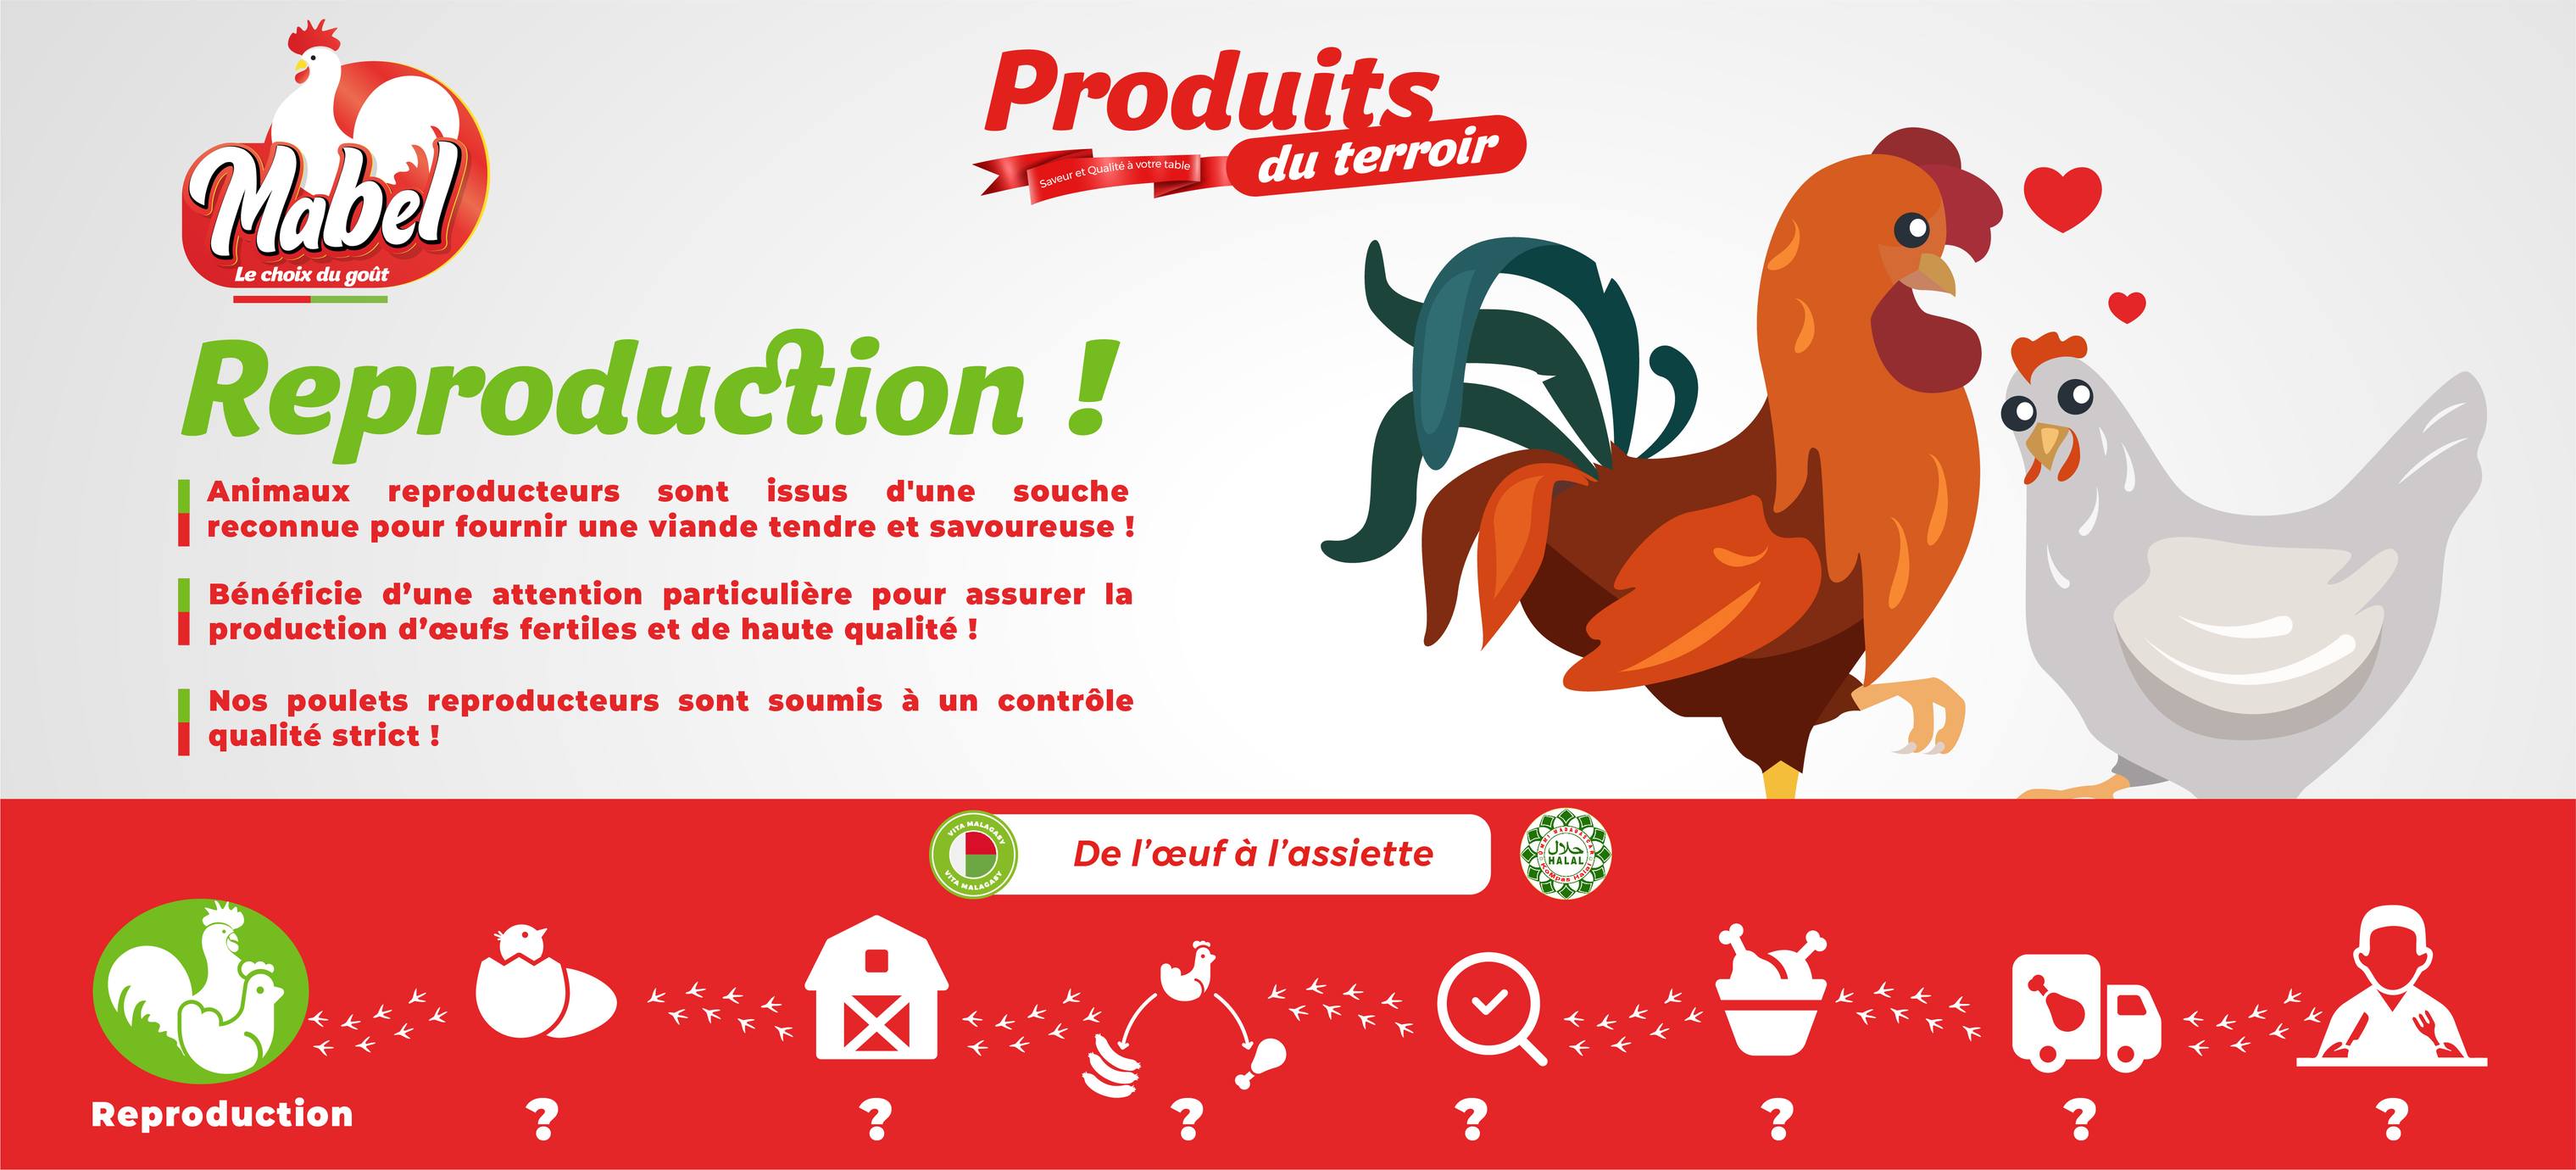 Mabel
Le choix du goût
Produits
du terroir
Saveur et Qualité à votre table
Reproduction !
Animaux reproducteurs sont issus d'une souche
reconnue pour fournir une viande tendre et savoureuse !
Bénéficie d’une attention particulière pour assurer la
production d’œufs fertiles et de haute qualité !
Nos poulets reproducteurs sont soumis à un contrôle
qualité strict !
VITA MALAGASY
VITA MALAGASY
De l’œuf à l’assiette
حلال
HALAL
Reproduction
?
?
?
?
?
?
?